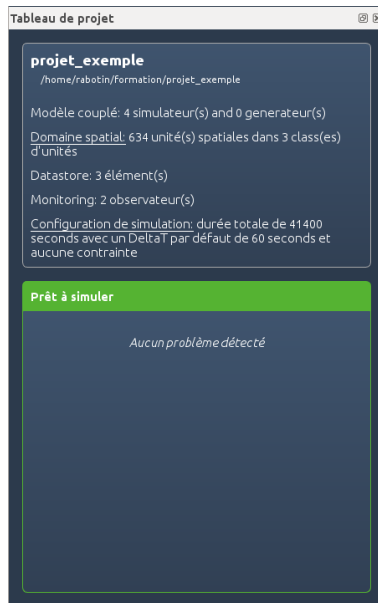 Tableau de projet
projet_exemple
/home/rabotin/formation/projet_exemple
Modèle couplé: 4 simulateur(s) and 0 generateur(s)
Domaine spatial: 634 unité(s) spatiales dans 3 class(es)
d'unités
Datastore: 3 élément(s)
Monitoring: 2 observateur(s)
Configuration de simulation: durée totale de 41400
seconds avec un DeltaT par défaut de 60 seconds et
aucune contrainte
Prêt à simuler
Aucun problème détecté